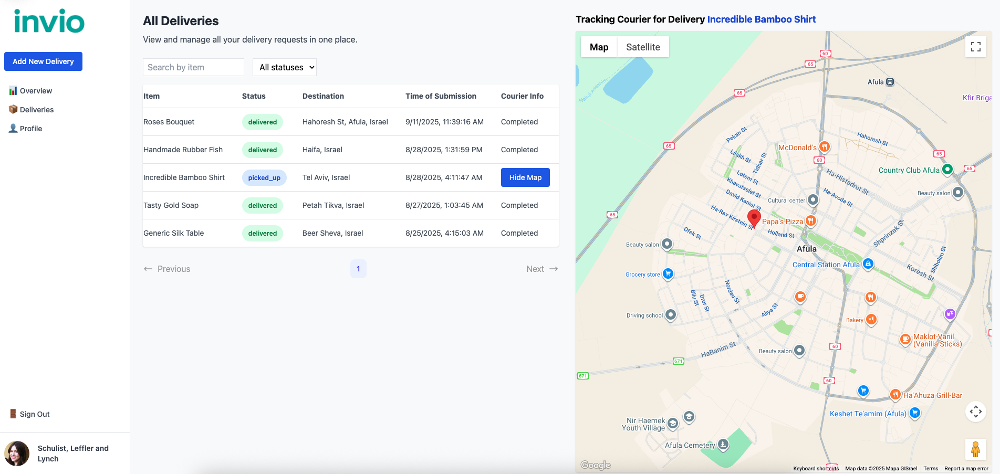 invio
Add New Delivery
Overview
Deliveries
Profile
Sign Out
Schulist, Leffler and
Lynch
All Deliveries
View and manage all your delivery requests in one place.
Search by item
All statuses
Item Status Destination Time of Submission Courier Info
Roses Bouquet delivered Hahoresh St, Afula, Israel 9/11/2025, 11:39:16 AM Completed
Handmade Rubber Fish delivered Haifa, Israel 8/28/2025, 1:31:59 PM Completed
Incredible Bamboo Shirt picked_up Tel Aviv, Israel 8/28/2025, 4:11:47 AM Hide Map
Tasty Gold Soap delivered Petah Tikva, Israel 8/27/2025, 1:03:45 AM Completed
Generic Silk Table delivered Beer Sheva, Israel 8/25/2025, 4:15:03 AM Completed
← Previous 1 Next →
Tracking Courier for Delivery Incredible Bamboo Shirt
Map Satellite
60
65
Nahal Adashim
Afula
65
Kfir Briga
Pekan St
Hahoresh St
65
McDonald's
65
Lilakh St
Tidhar St
60
Country Club Afula
65
Lotem St
Ha-Histadrut St
Khavatselet St
Ha-Avoda St
Beauty salon
David Kaniel St
Cultural center
65
Ha-Rav Kirstein St
Papa's Pizza
Ofek St
Holland St
Shprinzak St
Beauty salon
Afula
Shibolim St
Central Station Afula
Koresh St
Grocery store
Nordau St
Bilu St
Dror St
Aliya St
Driving school
Bakery
Maklot-Vanil
(Vanilla Sticks)
HaBanim St
Beauty salon
60
671
671
60
Ha'Ahuza Grill-Bar
Keshet Te'amim (Afula)
Nir Haemek
Youth Village
Afula Cemetery
Google
Keyboard shortcuts Map data ©2025 Mapa GISrael Terms Report a map error